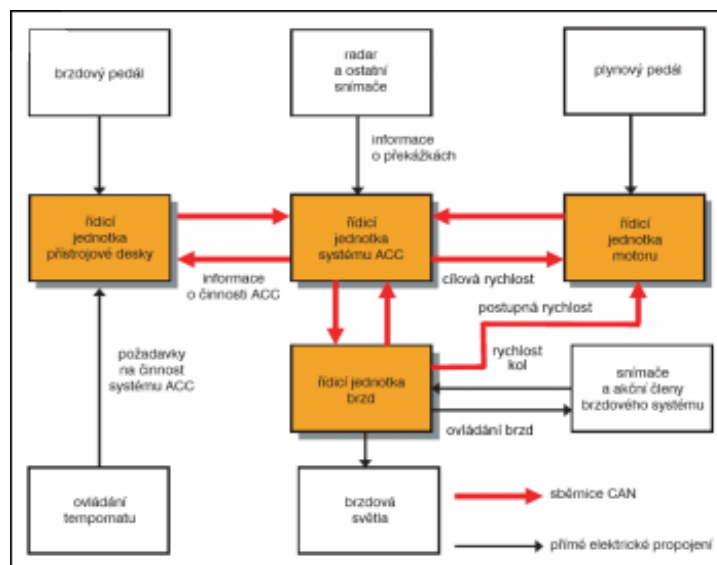 brzdový pedál
radar
a ostatní
snímače
plynový pedál
informace
o překážkách
řídicí
jednotka
přístrojové desky
řídicí
jednotka
systému ACC
řídicí
jednotka
motoru
informace
o činnosti ACC
cílová rychlost
postupná rychlost
požadavky
na činnost
systému ACC
řídicí jednotka
brzd
rychlost
kol
snímače
a akční členy
brzdového systému
ovládání brzd
ovládání
tempomatu
brzdová
světla
sběrnice CAN
přímé elektrické propojení